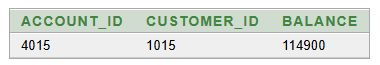 ACCOUNT_ID CUSTOMER_ID BALANCE
4015 1015 114900